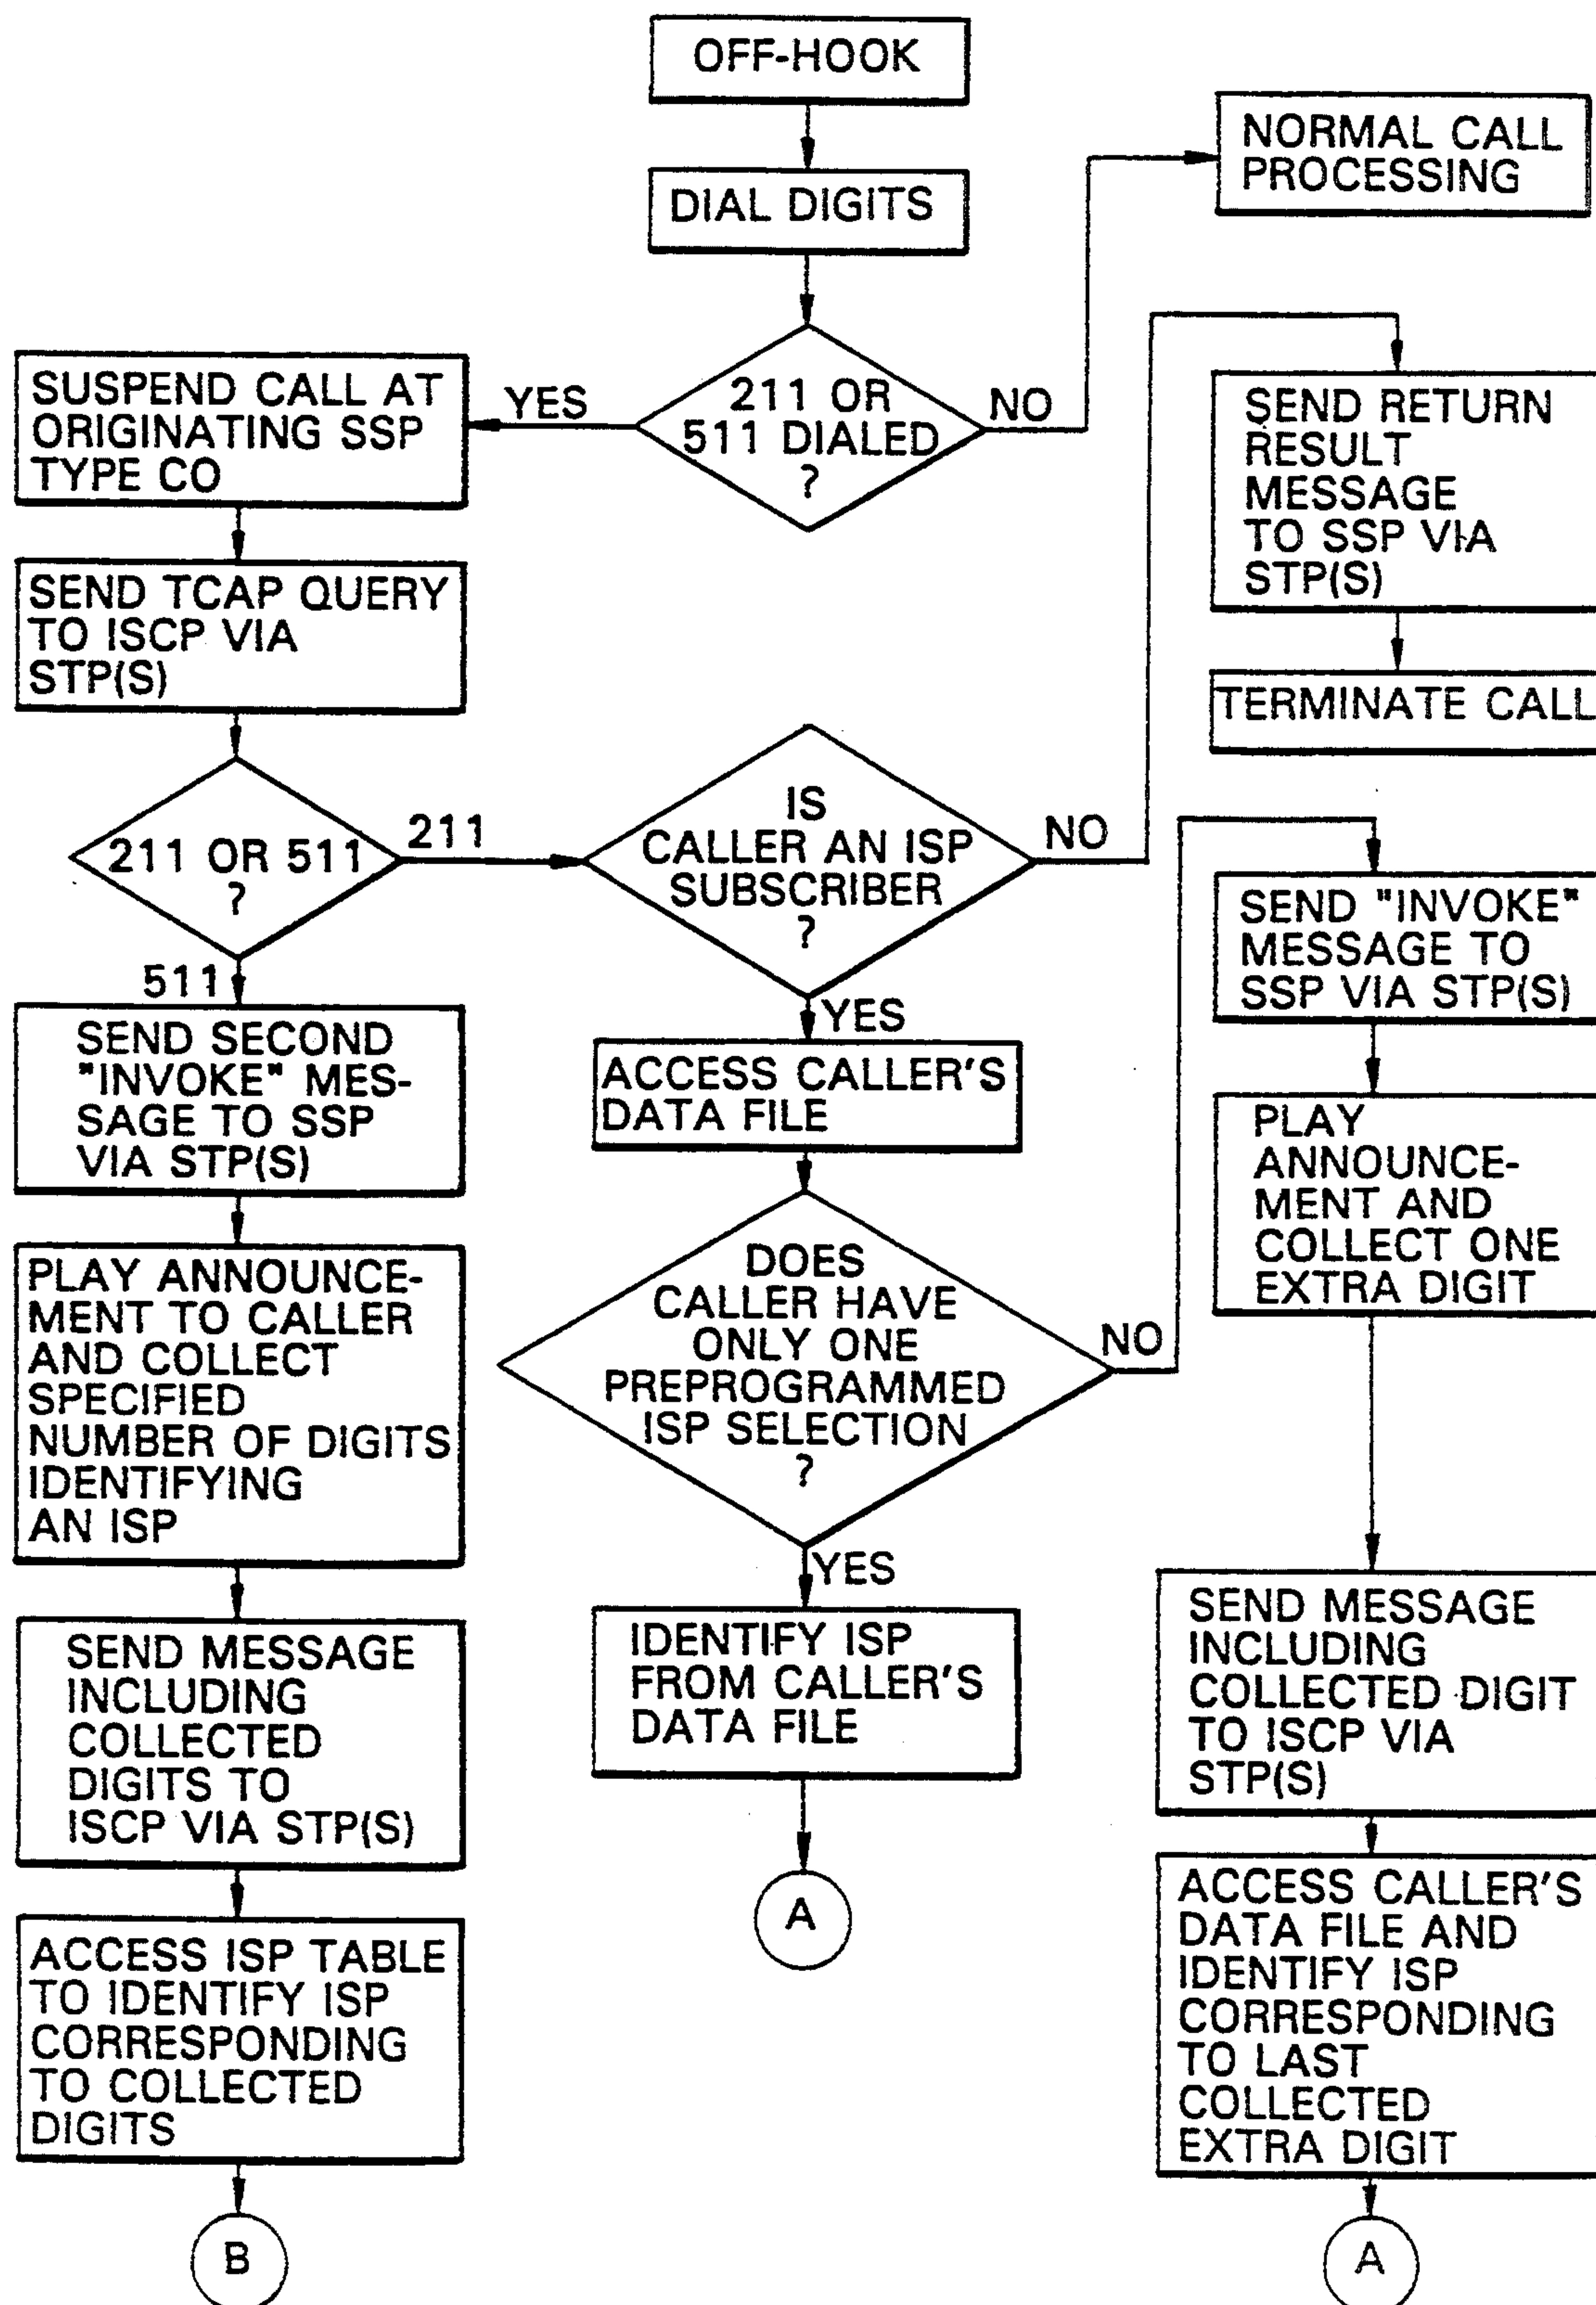 OFF-HOOK
DIAL DIGITS
NORMAL CALL
PROCESSING
211 OR
511 DIALED
?
YES
NO
SUSPEND CALL AT
ORIGINATING SSP
TYPE CO
SEND TCAP QUERY
TO ISCP VIA
STP(S)
211 OR 511
?
211
511
IS
CALLER AN ISP
SUBSCRIBER
?
NO
YES
SEND RETURN
RESULT
MESSAGE
TO SSP VIA
STP(S)
TERMINATE CALL
SEND SECOND
"INVOKE" MES-
SAGE TO SSP
VIA STP(S)
PLAY ANNOUNCE-
MENT TO CALLER
AND COLLECT
SPECIFIED
NUMBER OF DIGITS
IDENTIFYING
AN ISP
SEND MESSAGE
INCLUDING
COLLECTED
DIGITS TO
ISCP VIA STP(S)
ACCESS ISP TABLE
TO IDENTIFY ISP
CORRESPONDING
TO COLLECTED
DIGITS
B
ACCESS CALLER'S
DATA FILE
DOES
CALLER HAVE
ONLY ONE
PREPROGRAMMED
ISP SELECTION
?
NO
YES
IDENTIFY ISP
FROM CALLER'S
DATA FILE
A
SEND "INVOKE"
MESSAGE TO
SSP VIA STP(S)
PLAY
ANNOUNCE-
MENT AND
COLLECT ONE
EXTRA DIGIT
SEND MESSAGE
INCLUDING
COLLECTED DIGIT
TO ISCP VIA
STP(S)
ACCESS CALLER'S
DATA FILE AND
IDENTIFY ISP
CORRESPONDING
TO LAST
COLLECTED
EXTRA DIGIT
A